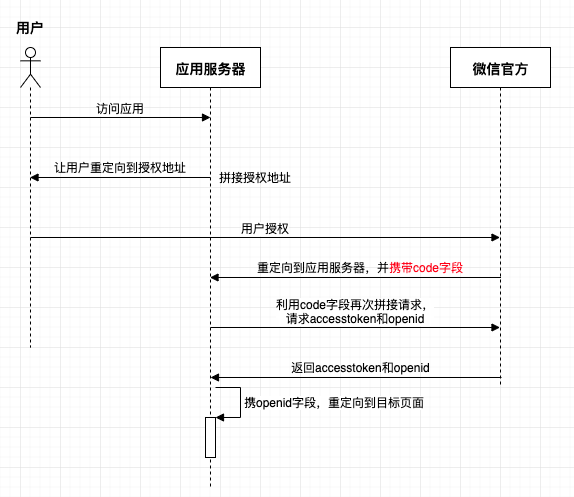 用户
应用服务器
微信官方
访问应用
让用户重定向到授权地址
拼接授权地址
用户授权
重定向到应用服务器，并携带code字段
利用code字段再次拼接请求，
请求accesstoken和openid
返回accesstoken和openid
携openid字段，重定向到目标页面